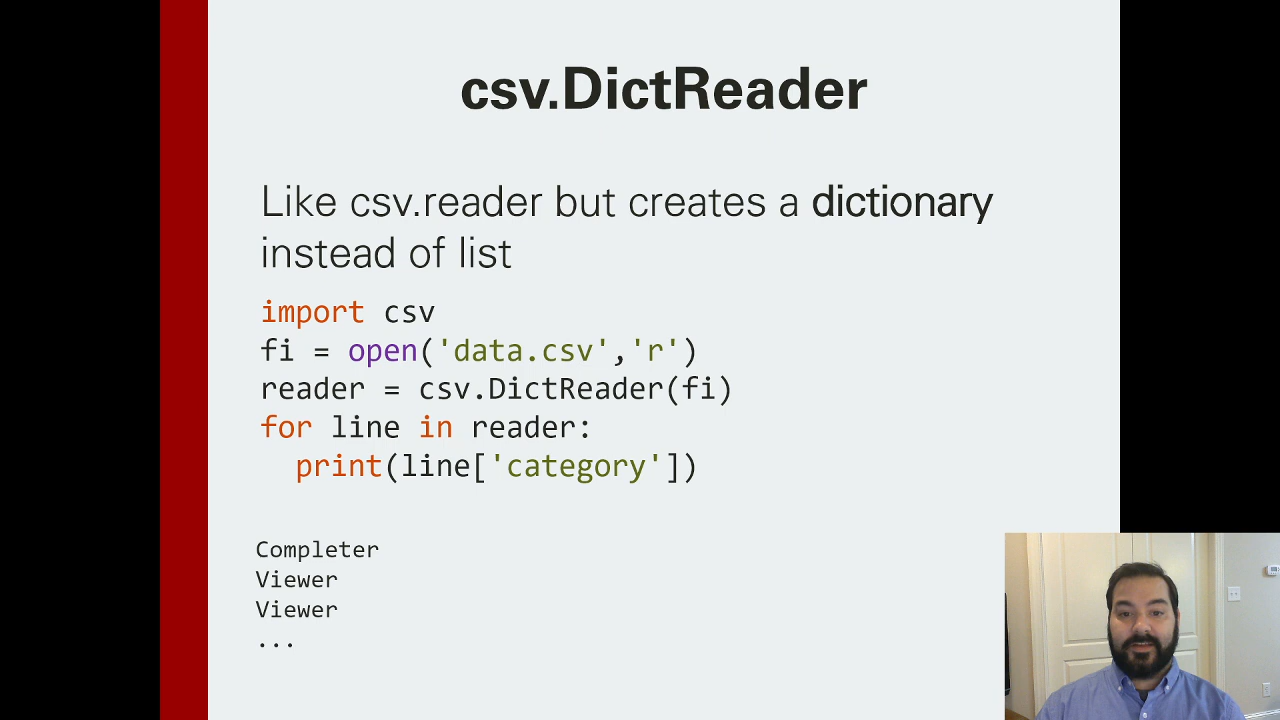 csv.DictReader
Like csv.reader but creates a dictionary
instead of list
import csv
fi = open('data.csv','r')
reader = csv.DictReader(fi)
for line in reader:
  print(line['category'])
Completer
Viewer
Viewer
...